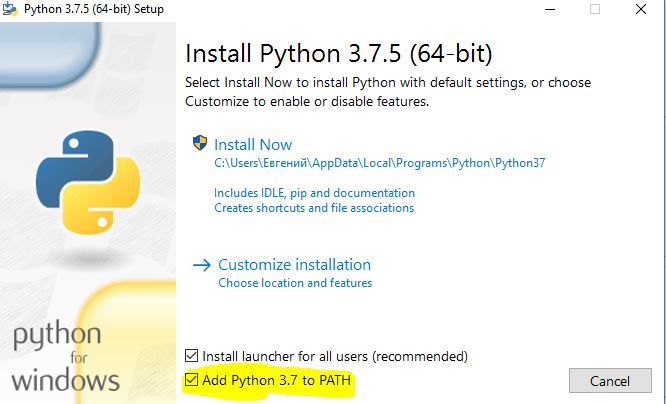 Python 3.7.5 (64-bit) Setup
Install Python 3.7.5 (64-bit)
Select Install Now to install Python with default settings, or choose
Customize to enable or disable features.
Install Now
C:\Users\Евгений\AppData\Local\Programs\Python\Python37
Includes IDLE, pip and documentation
Creates shortcuts and file associations
Customize installation
Choose location and features
python
for
windows
Install launcher for all users (recommended)
Add Python 3.7 to PATH
Cancel